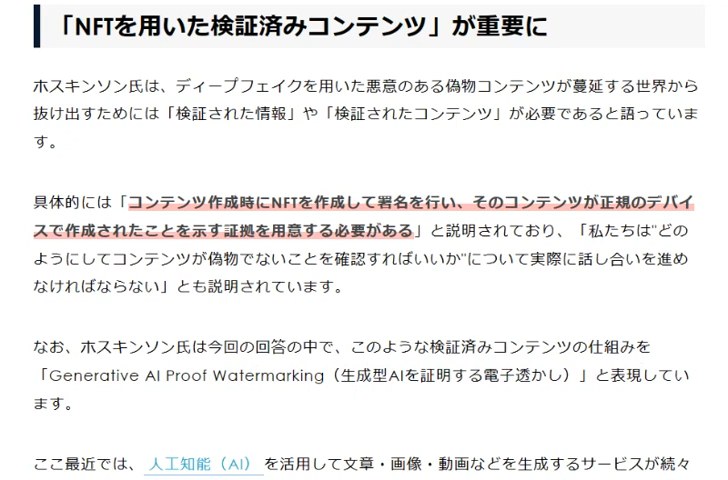 「NFTを用いた検証済みコンテンツ」が重要に
ホスキンソン氏は、ディープフェイクを用いた悪意のある偽物コンテンツが蔓延する世界から
抜け出すためには「検証された情報」や「検証されたコンテンツ」が必要であると語っていま
す。
具体的には「コンテンツ作成時にNFTを作成して署名を行い、そのコンテンツが正規のデバイ
スで作成されたことを示す証拠を用意する必要がある」と説明されており、「私たちは"どの
ようにしてコンテンツが偽物でないことを確認すればいいか"について実際に話し合いを進め
なければならない」とも説明されています。
なお、ホスキンソン氏は今回の回答の中で、このような検証済みコンテンツの仕組みを
「Generative AI Proof Watermarking（生成型AIを証明する電子透かし）」と表現してい
ます。
ここ最近では、人工知能（AI）を活用して文章・画像・動画などを生成するサービスが続々